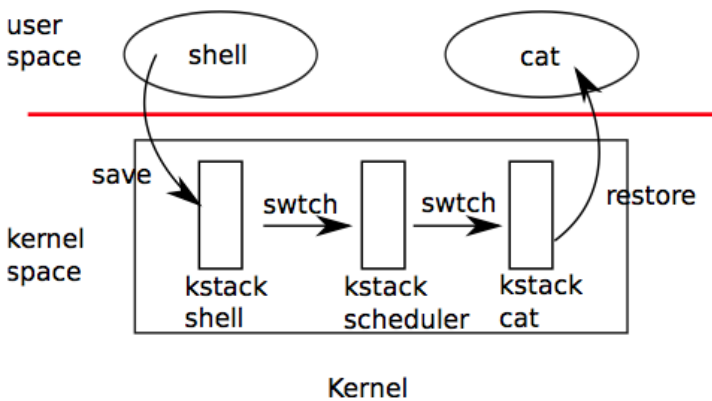 user
space
shell
cat
save
swtch
swtch
restore
kernel
space
kstack
shell
kstack
scheduler
kstack
cat
Kernel